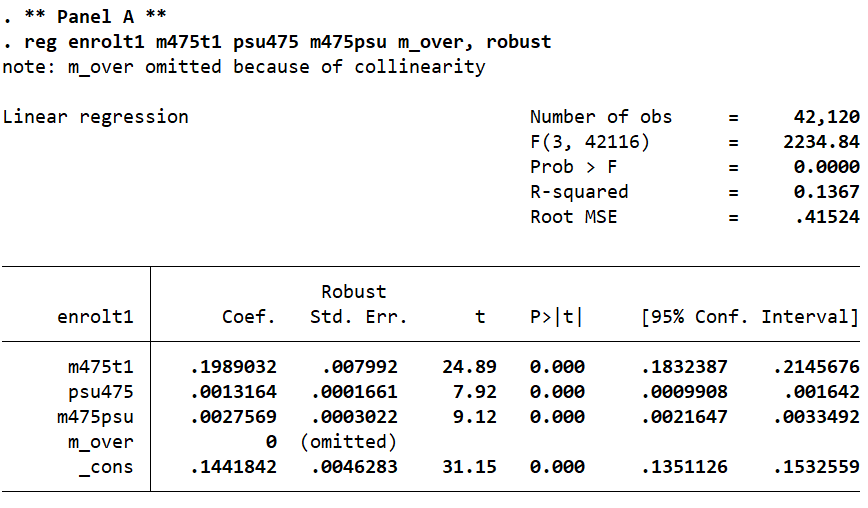 . ** Panel A **
. reg enrolt1 m475t1 psu475 m475psu m_over, robust
note: m_over omitted because of collinearity
Linear regression Number of obs = 42,120
F(3, 42116) = 2234.84
Prob > F = 0.0000
R-squared = 0.1367
Root MSE = .41524
Robust
enrolt1 Coef. Std. Err. t P>|t| [95% Conf. Interval]
m475t1 .1989032 .007992 24.89 0.000 .1832387 .2145676
psu475 .0013164 .0001661 7.92 0.000 .0009908 .001642
m475psu .0027569 .0003022 9.12 0.000 .0021647 .0033492
m_over 0 (omitted)
_cons .1441842 .0046283 31.15 0.000 .1351126 .1532559